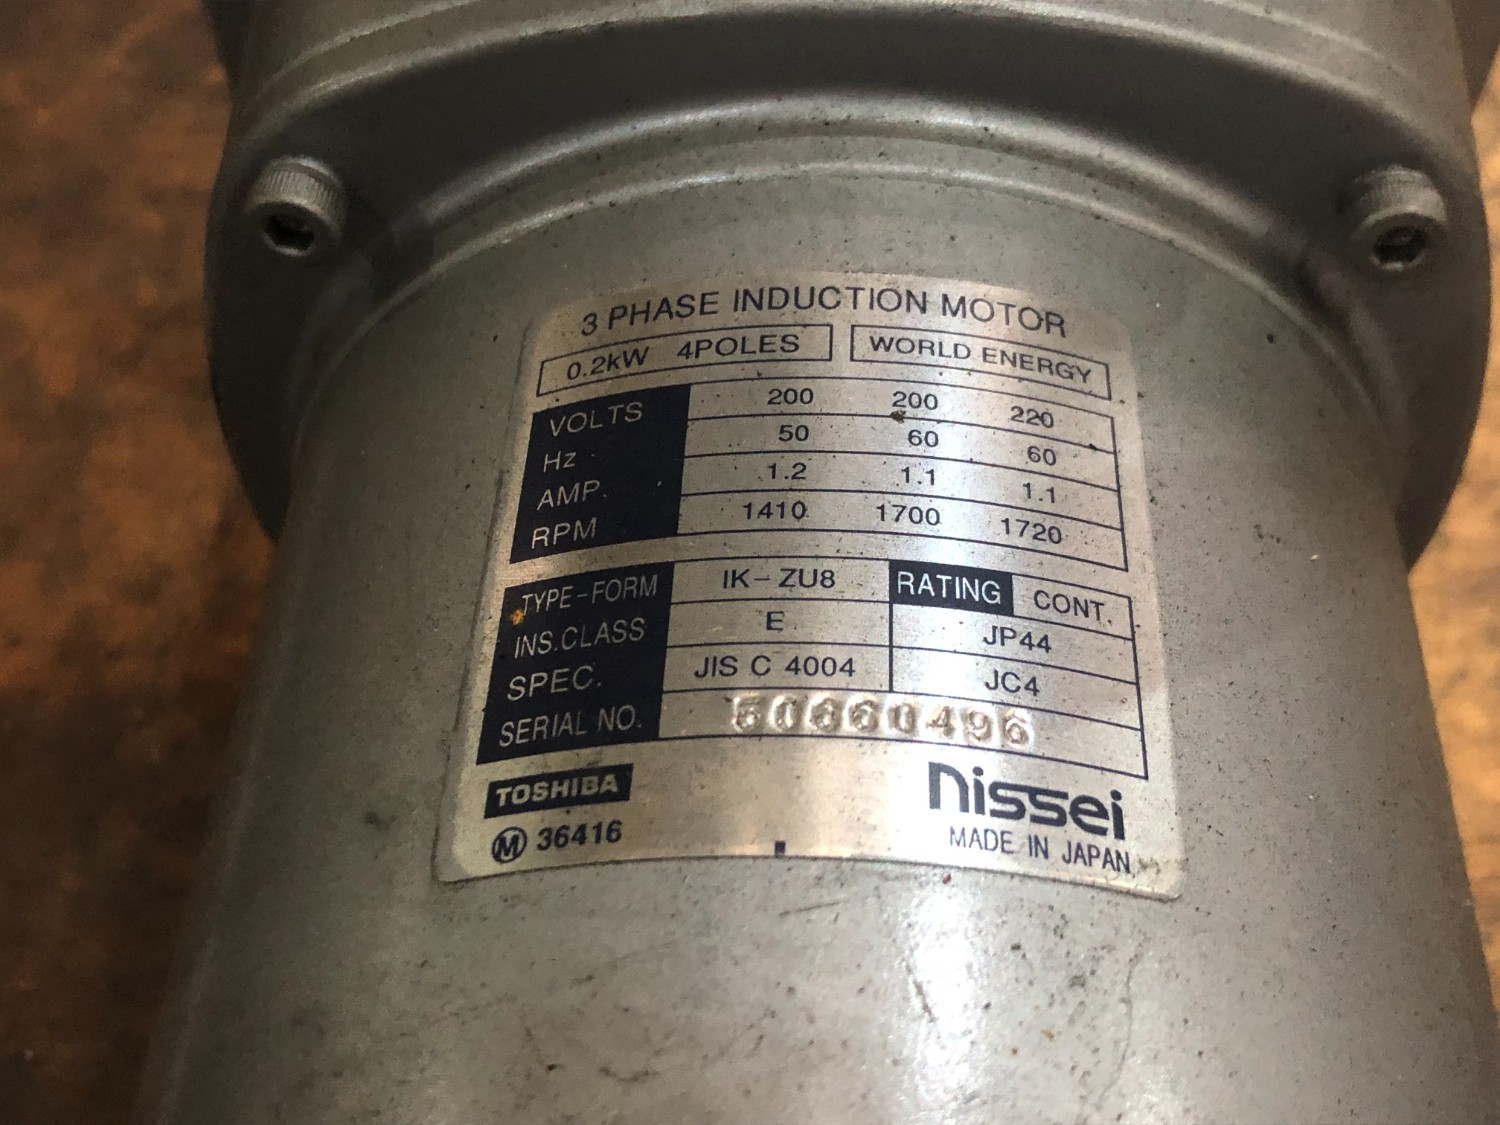 3 PHASE INDUCTION MOTOR
0.2kW 4POLES WORLD ENERGY
VOLTS 200 200 220
Hz 50 60 60
AMP. 1.2 1.1 1.1
RPM 1410 1700 1720
TYPE-FORM IK-ZU8 RATING CONT.
INS.CLASS E JP44
SPEC. JIS C 4004 JC4
SERIAL NO. 50660496
TOSHIBA nissei
M 36416 MADE IN JAPAN